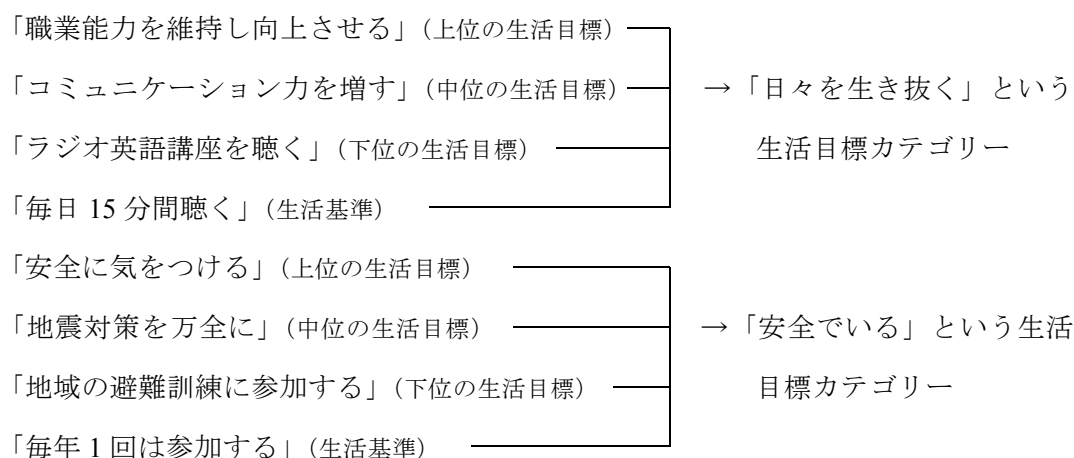 「職業能力を維持し向上させる」(上位の生活目標)
「コミュニケーション力を増す」(中位の生活目標) →「日々を生き抜く」という
「ラジオ英語講座を聴く」(下位の生活目標) 生活目標カテゴリー
「毎日 15 分間聴く」(生活基準)
「安全に気をつける」(上位の生活目標)
「地震対策を万全に」(中位の生活目標) →「安全でいる」という生活
「地域の避難訓練に参加する」(下位の生活目標) 目標カテゴリー
「毎年 1 回は参加する」(生活基準)